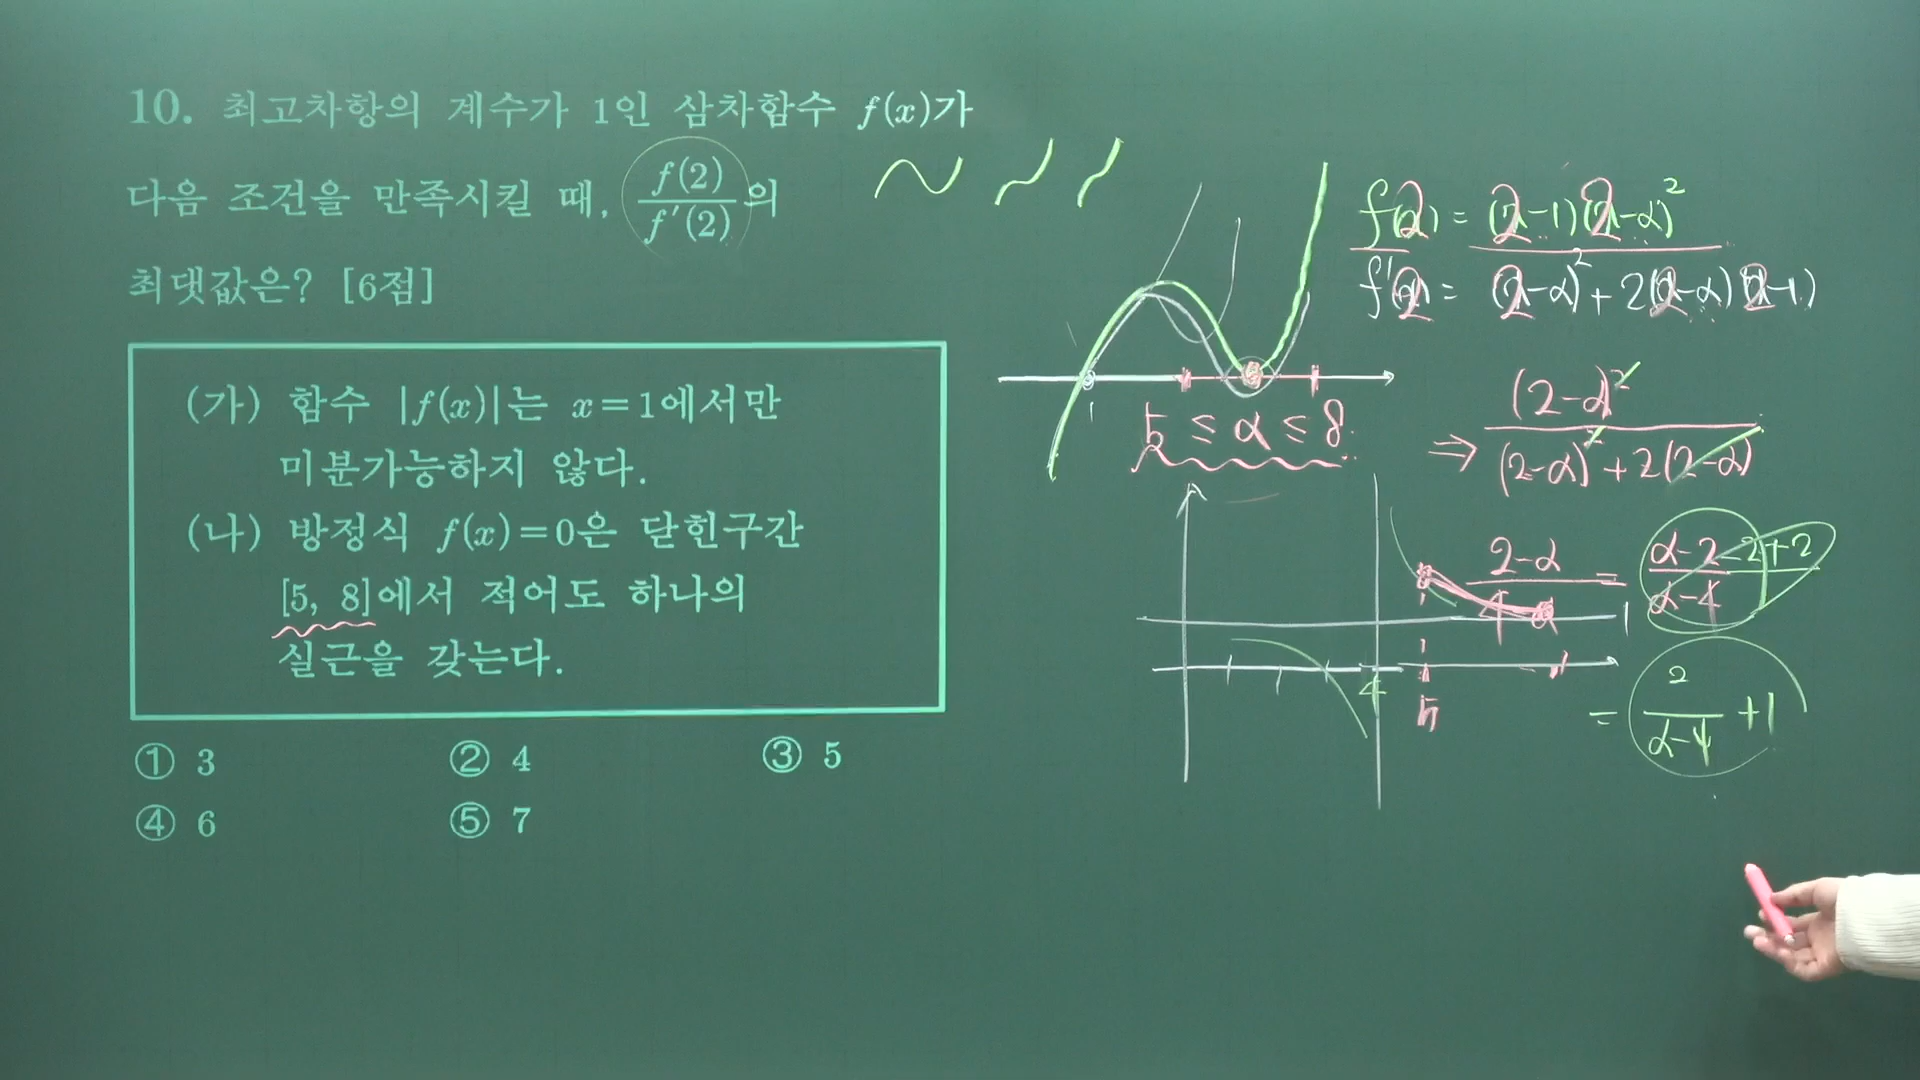 10. 최고차항의 계수가 1인 삼차함수 f(x)가
다음 조건을 만족시킬 때, f(2)/f′(2)의
최댓값은? [6점]
(가) 함수 |f(x)|는 x=1에서만
미분가능하지 않다.
(나) 방정식 f(x)=0은 닫힌구간
[5, 8]에서 적어도 하나의
실근을 갖는다.
① 3 ② 4 ③ 5
④ 6 ⑤ 7
f(2) = (2-1)(2-α)²
f'(2) = (2-α)² + 2(2-α)(2-1)
1
5 ≤ α ≤ 8
⇒ (2-α)² / (2-α)² + 2(2-α)
2-α / 4-α = α-2-2+2 / α-4
1
4
5
= 2 / α-4 + 1